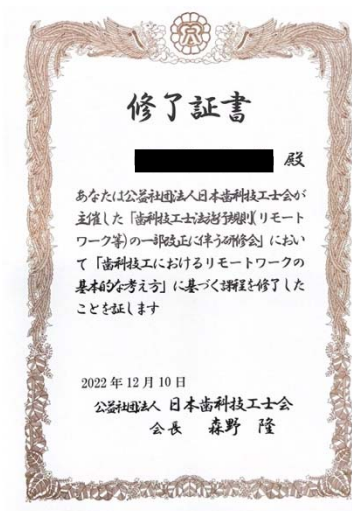 修了証書
殿
あなたは公益社団法人日本歯科技工士会が
主催した「歯科技工士法施行規則(リモート
ワーク等)の一部改正に伴う研修会」におい
て「歯科技工におけるリモートワークの
基本的な考え方」に基づく課程を修了した
ことを証します
2022年12月10日
公益社団法人 日本歯科技工士会
会長 森野 隆